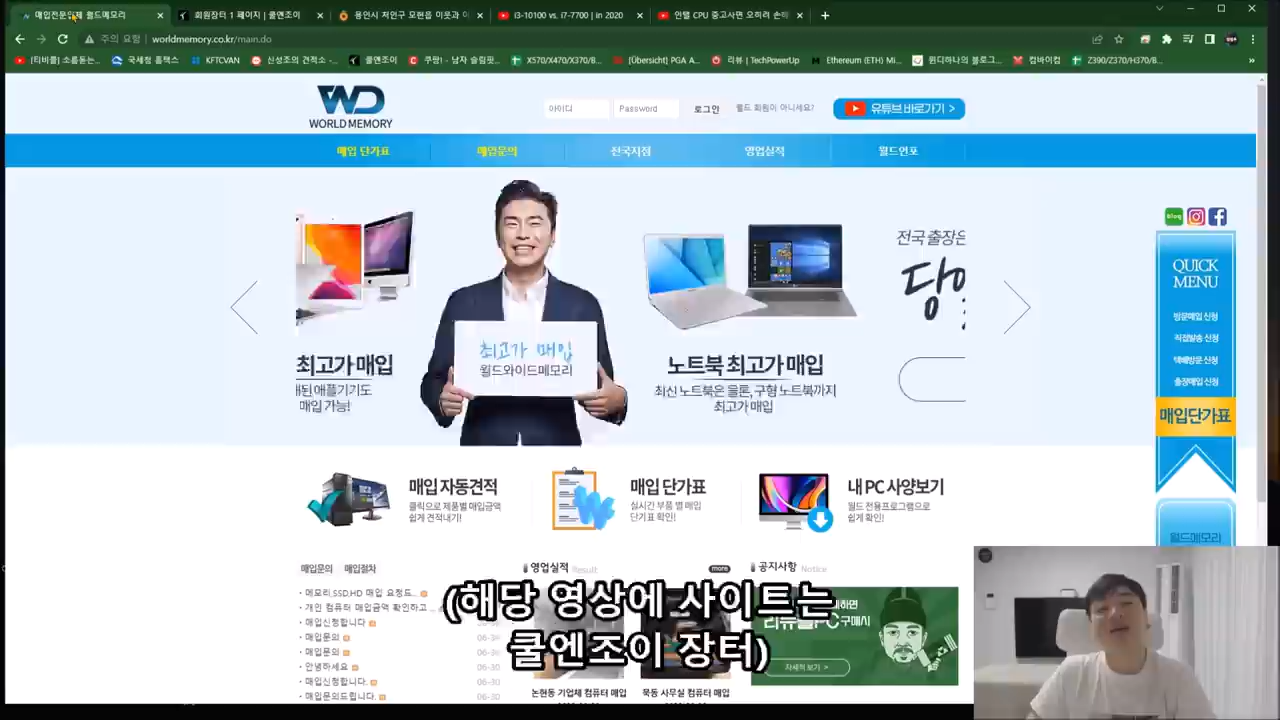 매입전문업체 월드메모리
회원장터 1 페이지 | 쿨엔조이
용인시 처인구 모현읍 이웃과 이
i3-10100 vs. i7-7700 | in 2020
인텔 CPU 중고사면 오히려 손해
주의 요함
worldmemory.co.kr/main.do
[티비플] 소름돋는...
국세청 홈택스
KFTCVAN
신성조의 견적소 -...
쿨엔조이
쿠팡! - 남자 슬림핏...
X570/X470/X370/B...
[Übersicht] PGA A...
리뷰 | TechPowerUp
Ethereum (ETH) Mi...
윈디하나의 블로그...
컴바이컴
Z390/Z370/H370/B...
WD
WORLD MEMORY
아이디
Password
로그인
월드 회원이 아니세요?
유튜브 바로가기 >
매입 단가표
매입문의
전국지점
영업실적
월드인포
최고가 매입
매입 가능!
최고가 매입
월드와이드메모리
노트북 최고가 매입
최신 노트북은 물론, 구형 노트북까지
최고가 매입
전국 출장은
Blog
QUICK
MENU
방문매입 신청
직접발송 신청
택배방문 신청
출장매입 신청
매입단가표
월드메모리
매입 자동견적
클릭으로 제품별 매입금액
쉽게 견적내기!
매입 단가표
실시간 부품 별 매입
단가표 확인!
내 PC 사양보기
월드 전용프로그램으로
쉽게 확인!
매입문의
매입절차
메모리,SSD,HD 매입 요청드...
개인 컴퓨터 매입금액 확인하고 ...
매입신청합니다
06-30
매입문의
06-30
매입문의
06-30
안녕하세요
06-30
매입신청합니다.
06-30
매입문의드립니다.
06-30
영업실적 Result
more
논현동 기업체 컴퓨터 매입
묵동 사무실 컴퓨터 매입
공지사항 Notice
구매시
자세히 보기 >
(해당 영상에 사이트는
쿨엔조이 장터)